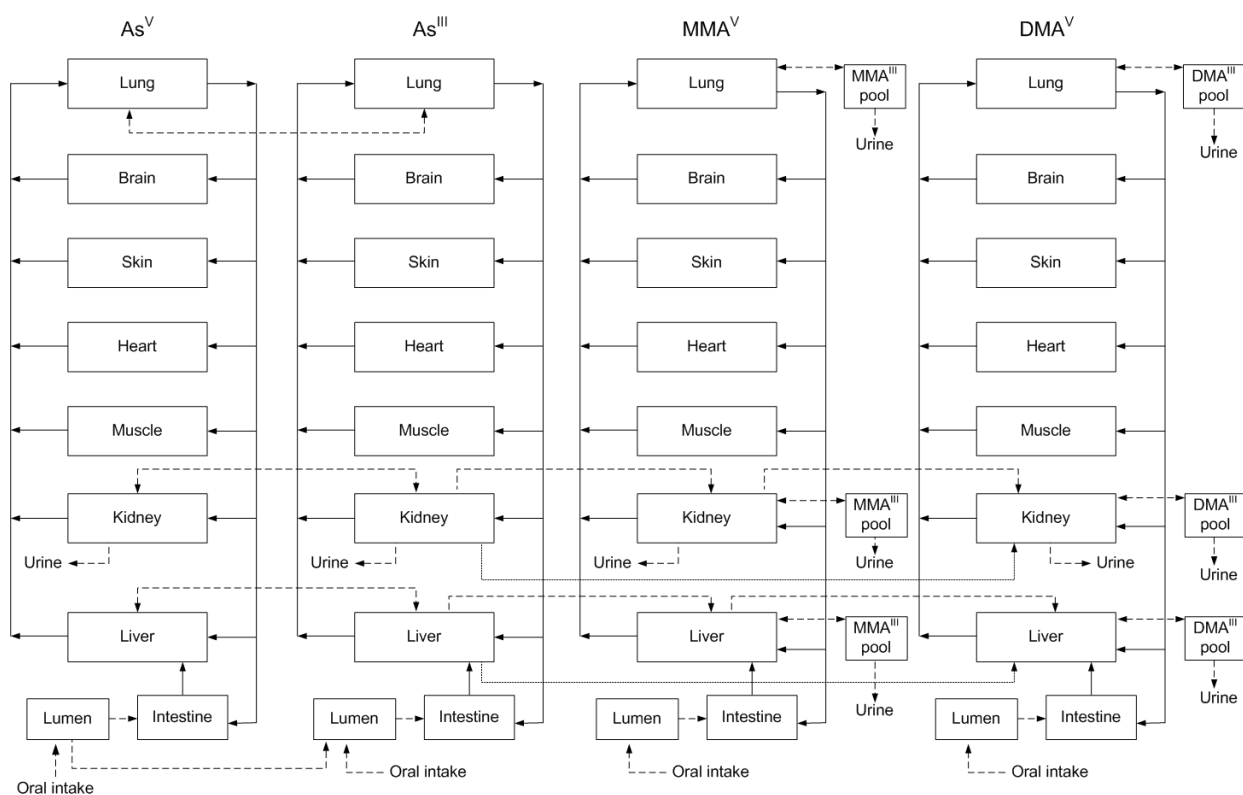 As^V As^III MMA^V DMA^V
Lung Lung Lung MMA^III pool Lung DMA^III pool
Urine Urine
Brain Brain Brain Brain
Skin Skin Skin Skin
Heart Heart Heart Heart
Muscle Muscle Muscle Muscle
Kidney Kidney Kidney MMA^III pool Kidney DMA^III pool
Urine Urine Urine Urine Urine Urine
Liver Liver Liver MMA^III pool Liver DMA^III pool
Urine Urine
Lumen Intestine Lumen Intestine Lumen Intestine Lumen Intestine
Oral intake Oral intake Oral intake Oral intake